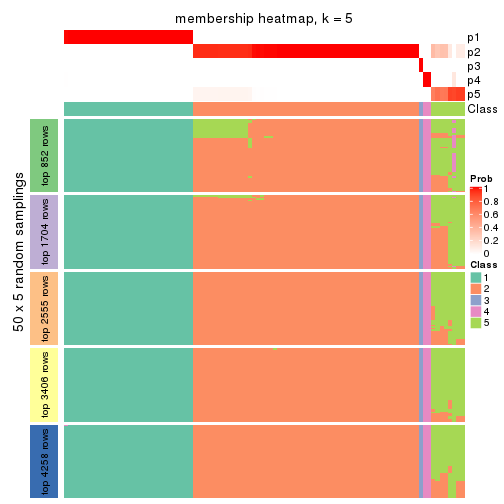 membership heatmap, k = 5
p1
p2
p3
p4
p5
Class
50 x 5 random samplings
top 852 rows
top 1704 rows
top 2555 rows
top 3406 rows
top 4258 rows
Prob
1
0.8
0.6
0.4
0.2
0
Class
1
2
3
4
5